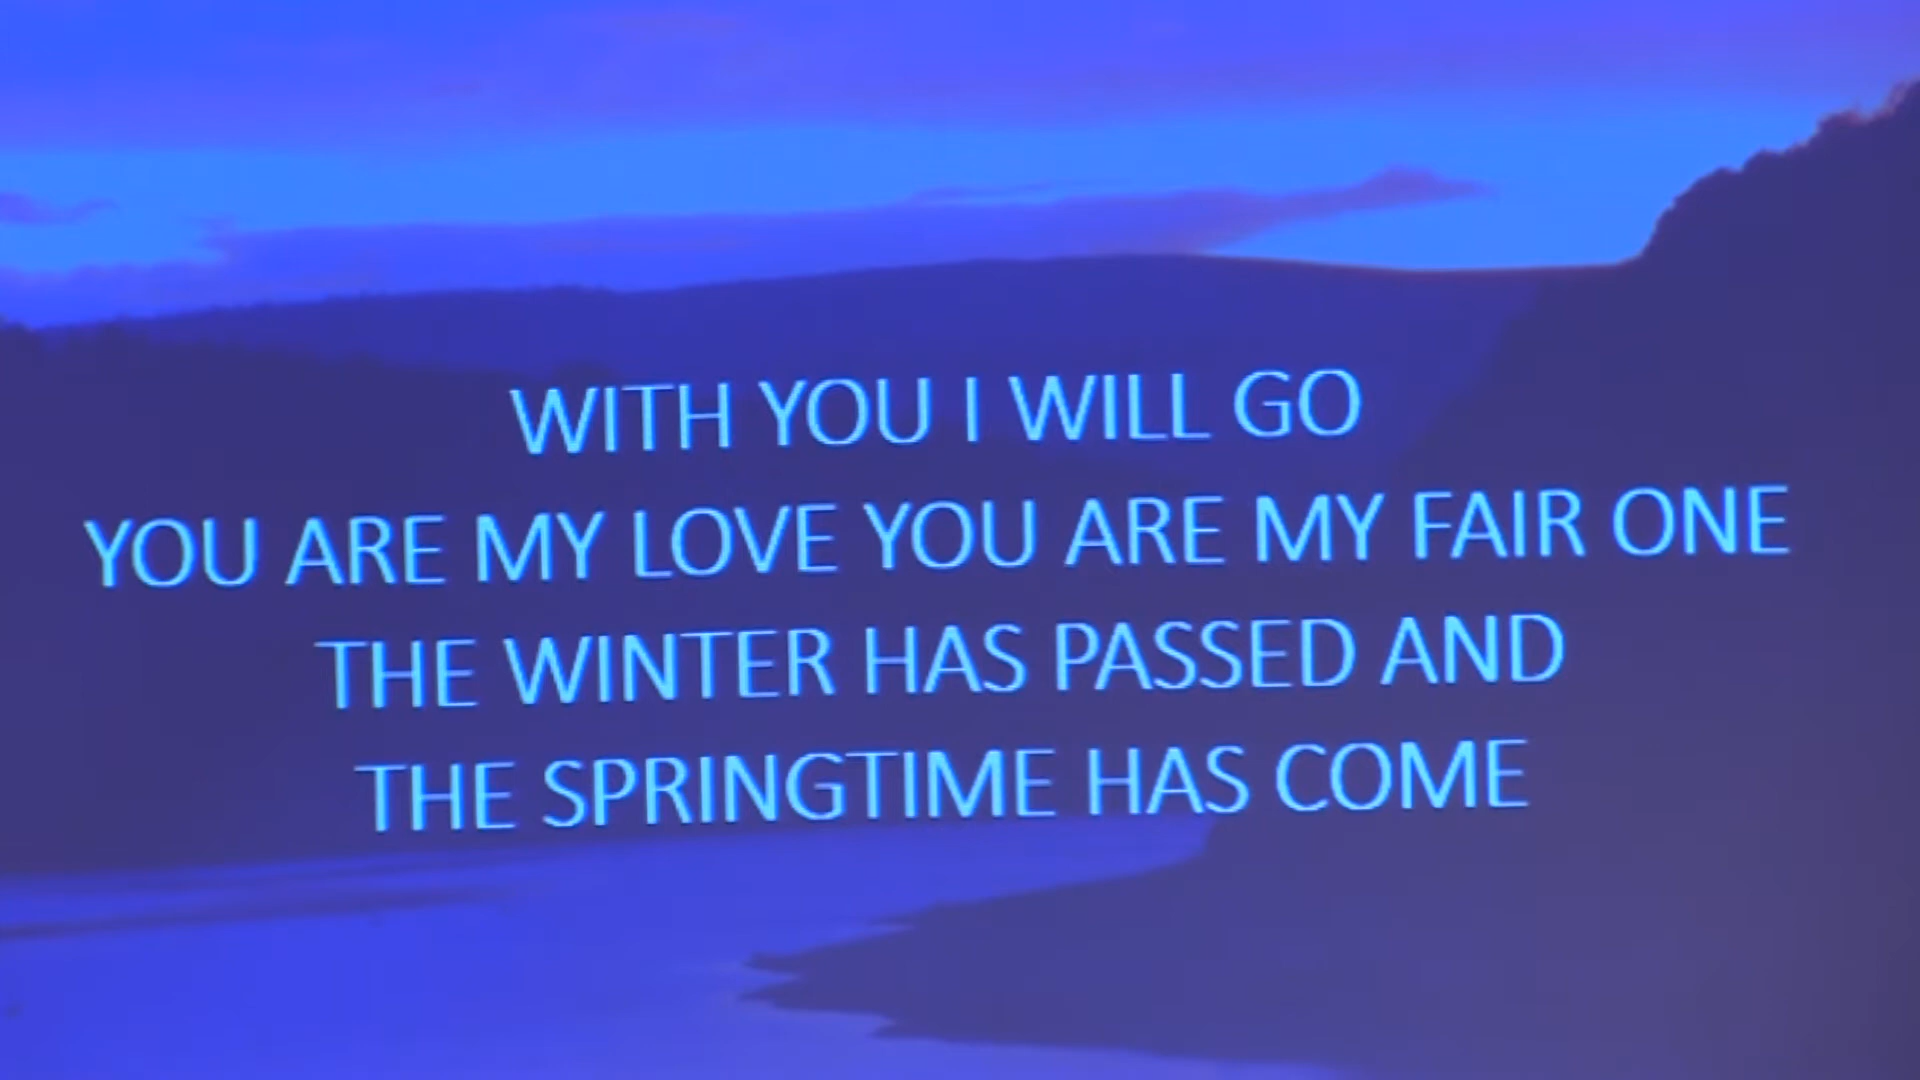 WITH YOU I WILL GO
YOU ARE MY LOVE YOU ARE MY FAIR ONE
THE WINTER HAS PASSED AND
THE SPRINGTIME HAS COME